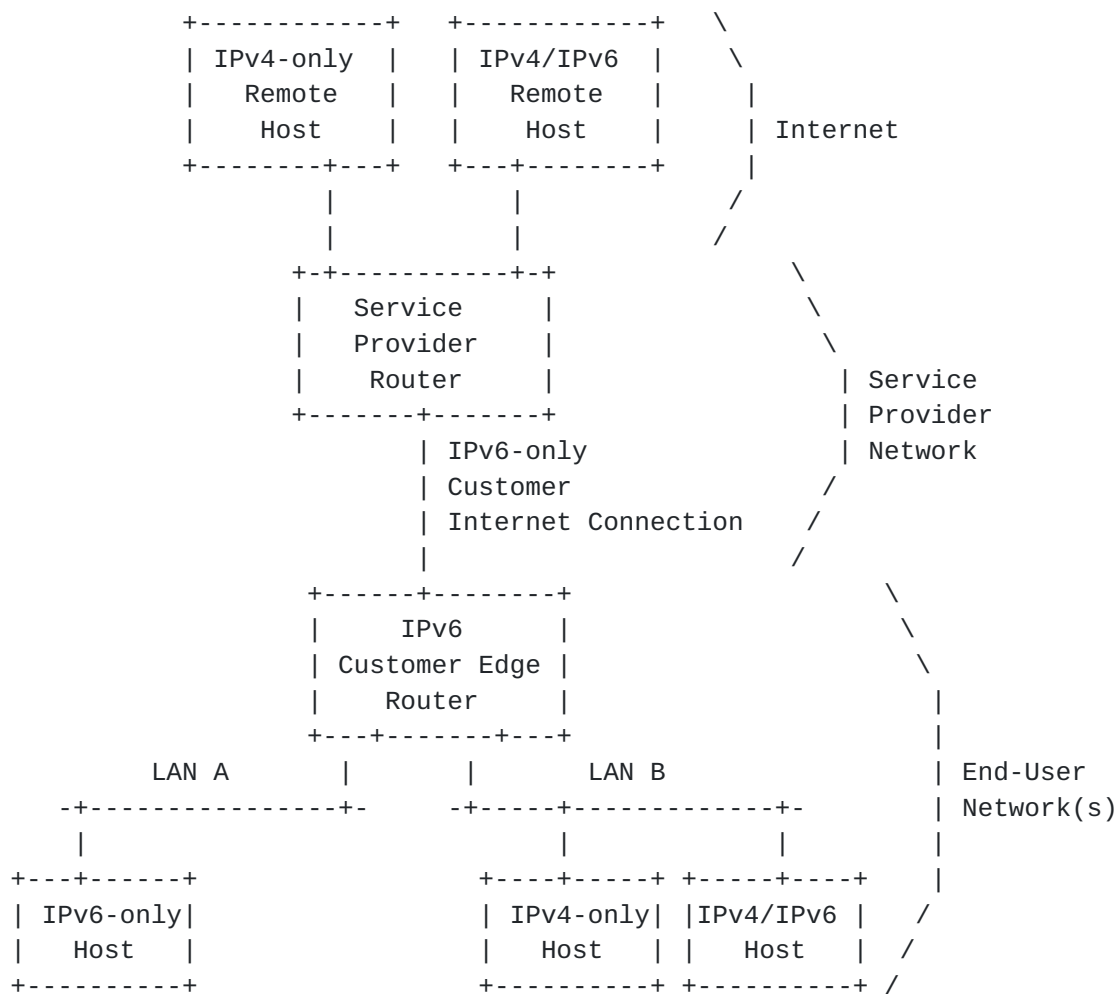 IPv4-only IPv4/IPv6
Remote Remote
Host Host Internet
Service
Provider
Router Service
Provider
IPv6-only Network
Customer
Internet Connection
IPv6
Customer Edge
Router
LAN A LAN B End-User
Network(s)
IPv6-only IPv4-only IPv4/IPv6
Host Host Host